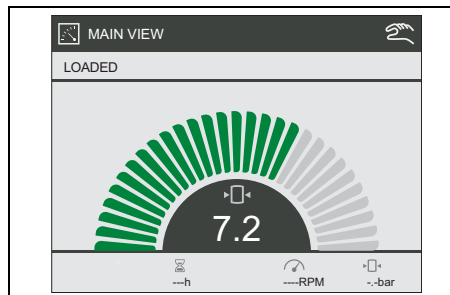 MAIN VIEW
LOADED
7.2
---h
----RPM
-.-bar